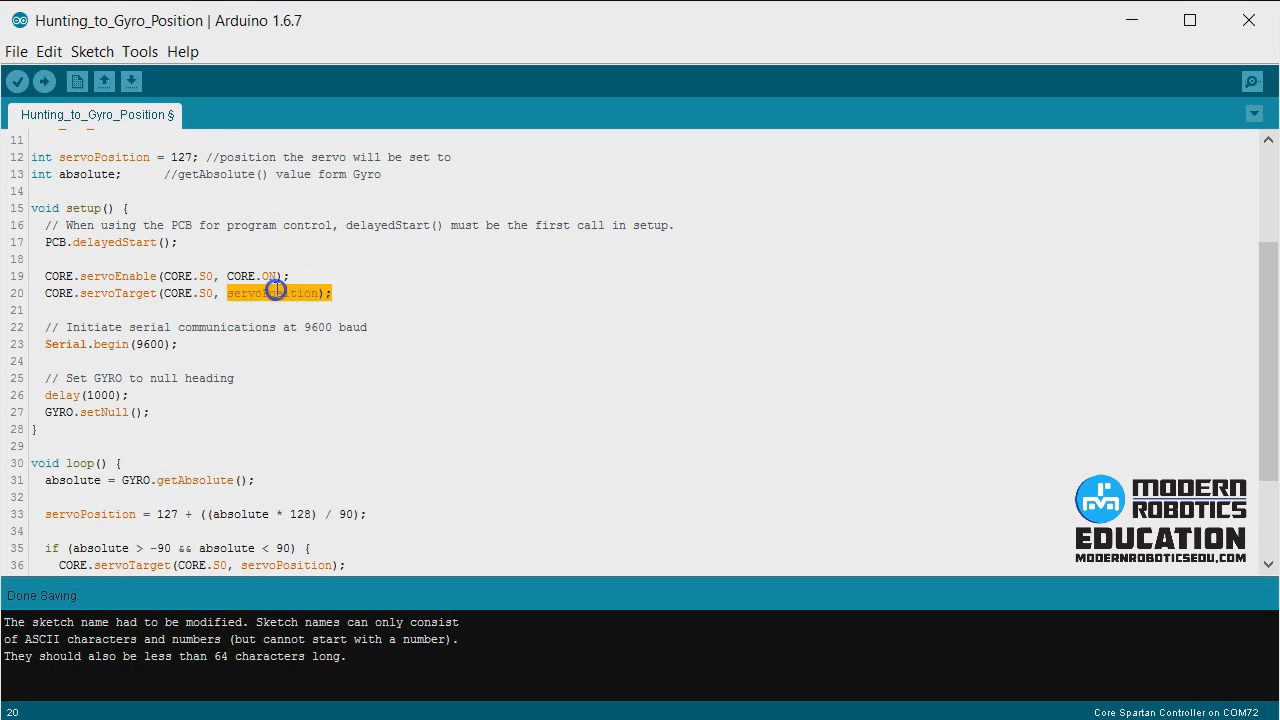 Hunting_to_Gyro_Position | Arduino 1.6.7
File Edit Sketch Tools Help
Hunting_to_Gyro_Position §
11
12 int servoPosition = 127; //position the servo will be set to
13 int absolute;      //getAbsolute() value form Gyro
14
15 void setup() {
16   // When using the PCB for program control, delayedStart() must be the first call in setup.
17   PCB.delayedStart();
18
19   CORE.servoEnable(CORE.S0, CORE.ON);
20   CORE.servoTarget(CORE.S0, servoPosition);
21
22   // Initiate serial communications at 9600 baud
23   Serial.begin(9600);
24
25   // Set GYRO to null heading
26   delay(1000);
27   GYRO.setNull();
28 }
29
30 void loop() {
31   absolute = GYRO.getAbsolute();
32
33   servoPosition = 127 + ((absolute * 128) / 90);
34
35   if (absolute > -90 && absolute < 90) {
36     CORE.servoTarget(CORE.S0, servoPosition);
MODERN
ROBOTICS
EDUCATION
MODERNROBOTICSEDU.COM
Done Saving.
The sketch name had to be modified. Sketch names can only consist
of ASCII characters and numbers (but cannot start with a number).
They should also be less than 64 characters long.
20
Core Spartan Controller on COM72